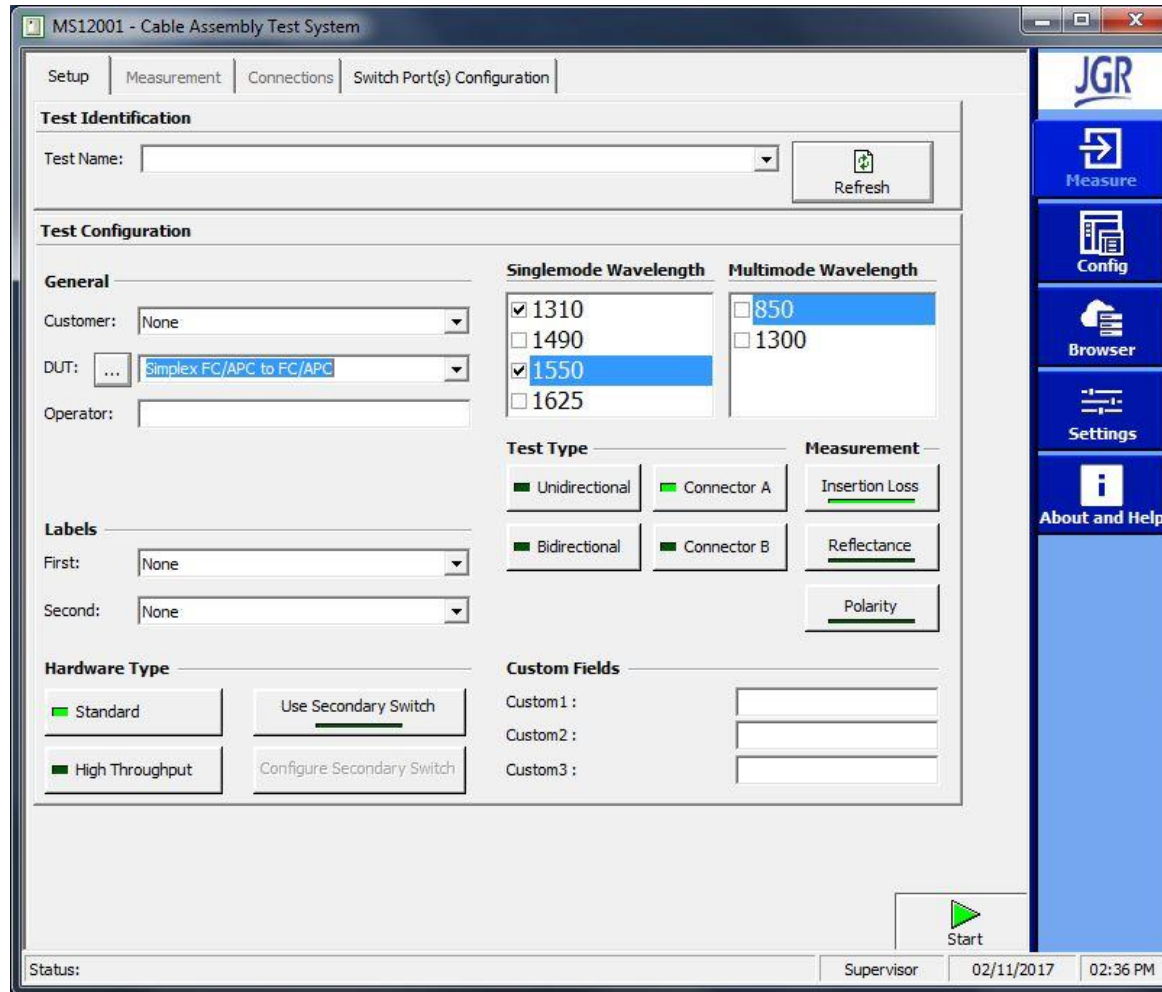 MS12001 - Cable Assembly Test System
Setup Measurement Connections Switch Port(s) Configuration
JGR
Test Identification
Test Name:
Refresh
Measure
Test Configuration
General
Singlemode Wavelength Multimode Wavelength
Config
Customer: None
1310
850
1490
1300
DUT: ... Simplex FC/APC to FC/APC
1550
Browser
Operator:
1625
Settings
Test Type Measurement
Unidirectional Connector A Insertion Loss
About and Help
Labels
First: None
Bidirectional Connector B Reflectance
Second: None
Polarity
Hardware Type
Custom Fields
Standard Use Secondary Switch
Custom1 :
Custom2 :
High Throughput Configure Secondary Switch
Custom3 :
Start
Status: Supervisor 02/11/2017 02:36 PM